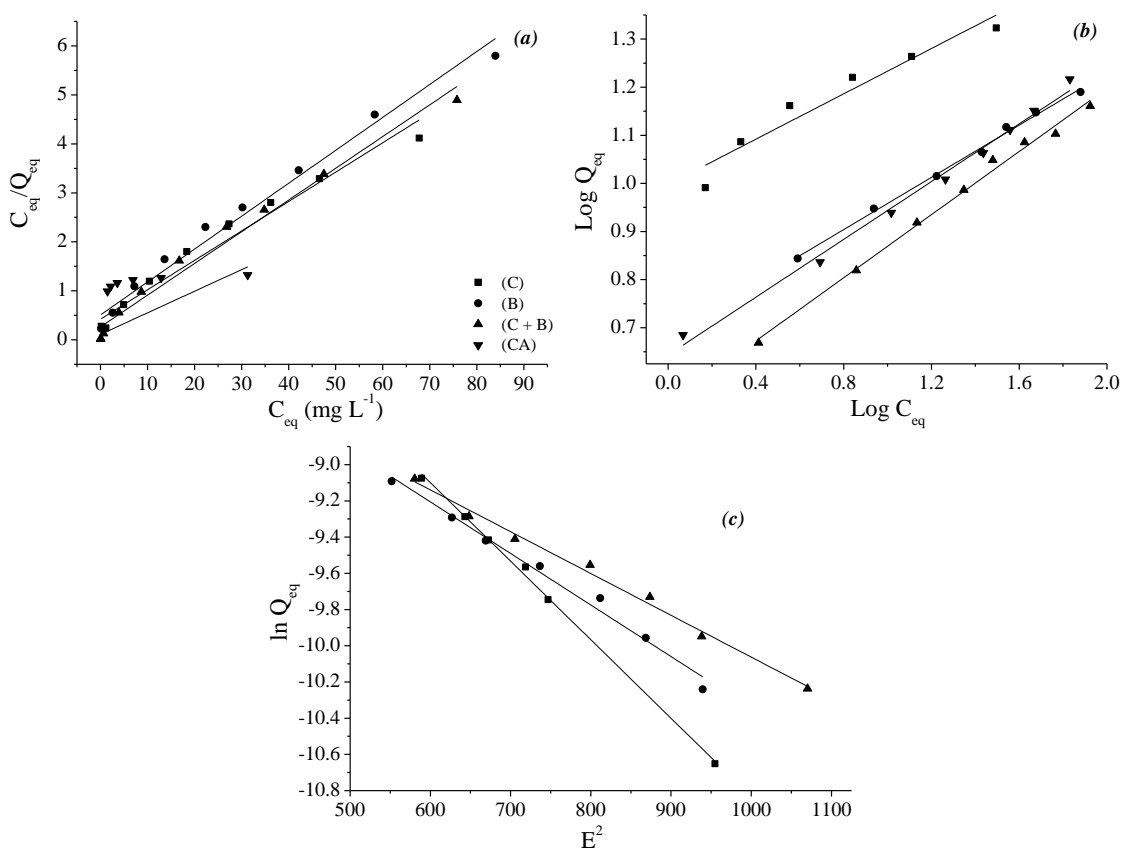 (a)
6
5
4
3
2
1
0
C_eq/Q_eq
0 10 20 30 40 50 60 70 80 90
C_eq (mg L^-1)
(C)
(B)
(C + B)
(CA)
(b)
1.3
1.2
1.1
1.0
0.9
0.8
0.7
Log Q_eq
0.0 0.4 0.8 1.2 1.6 2.0
Log C_eq
(c)
-9.0
-9.2
-9.4
-9.6
-9.8
-10.0
-10.2
-10.4
-10.6
-10.8
ln Q_eq
500 600 700 800 900 1000 1100
E^2